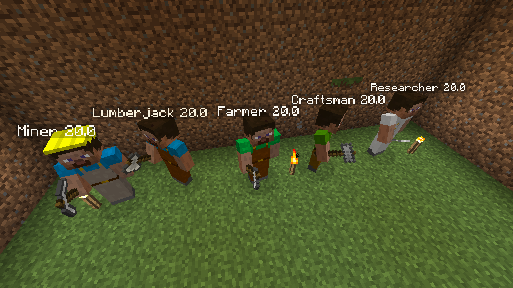 Miner 20.0
Lumberjack 20.0
Farmer 20.0
Craftsman 20.0
Researcher 20.0